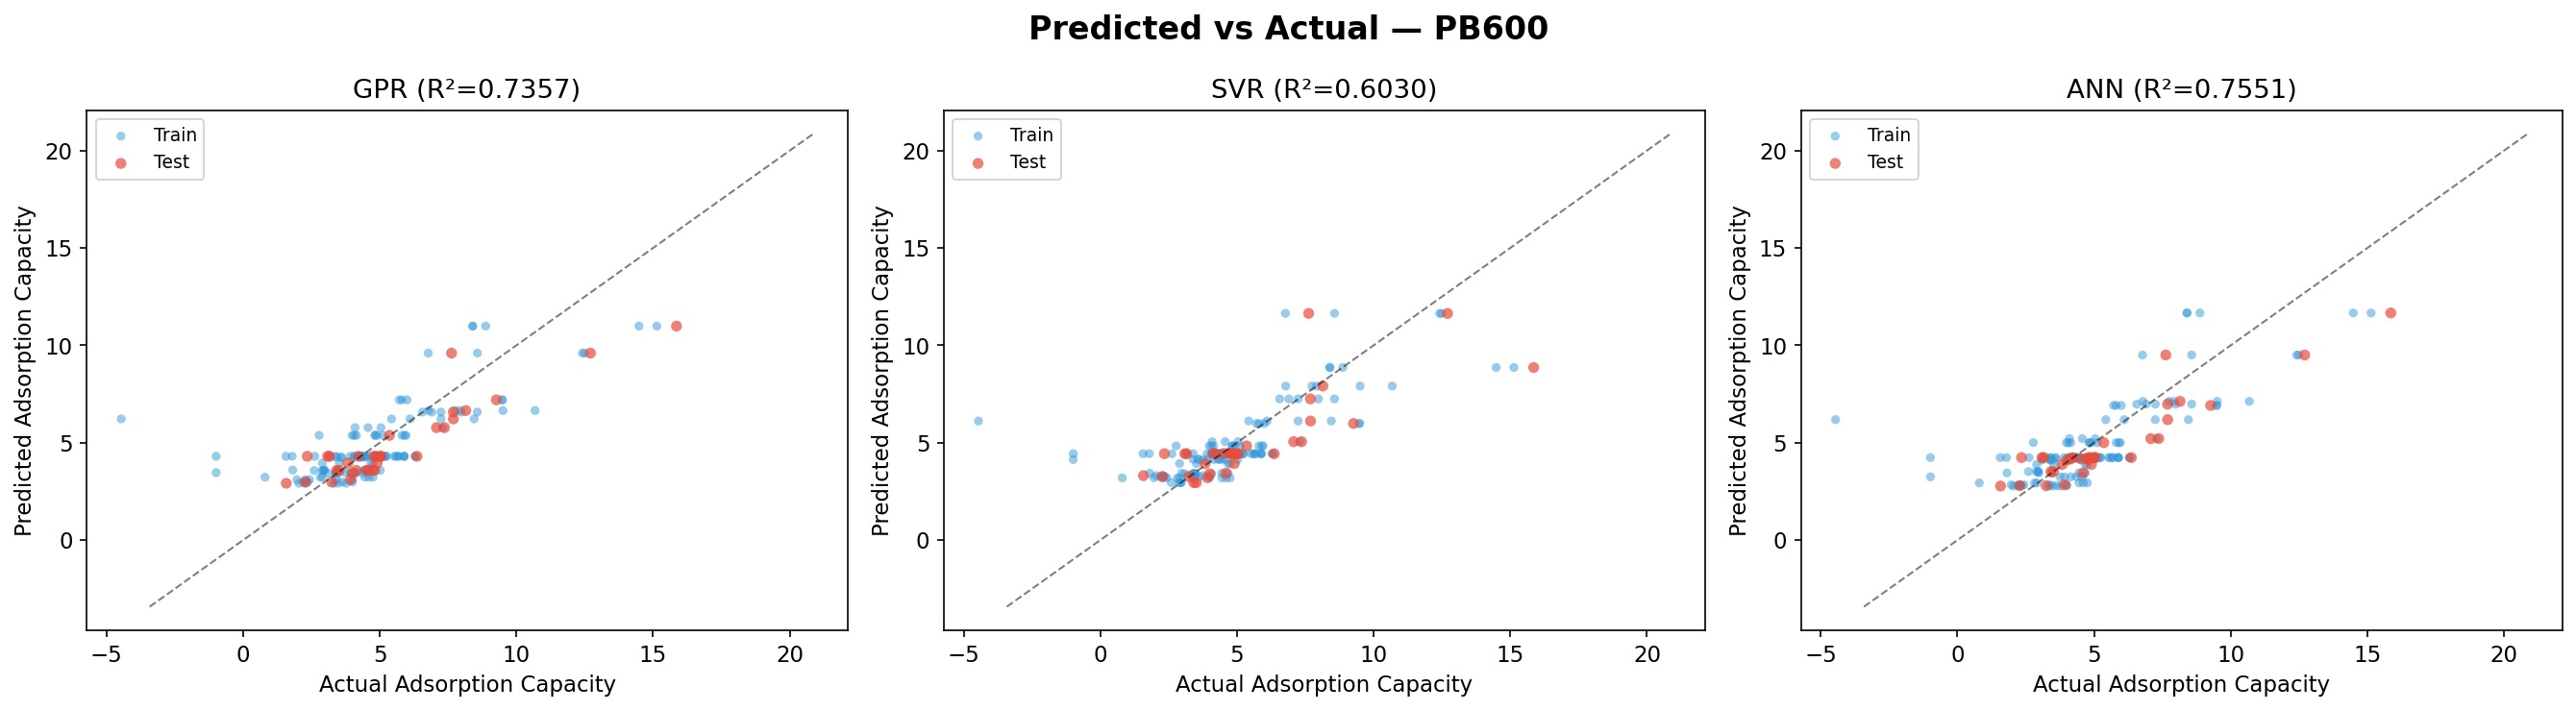 Predicted vs Actual — PB600
GPR (R²=0.7357)
Train
Test
Predicted Adsorption Capacity
20
15
10
5
0
−5 0 5 10 15 20
Actual Adsorption Capacity
SVR (R²=0.6030)
Train
Test
Predicted Adsorption Capacity
20
15
10
5
0
−5 0 5 10 15 20
Actual Adsorption Capacity
ANN (R²=0.7551)
Train
Test
Predicted Adsorption Capacity
20
15
10
5
0
−5 0 5 10 15 20
Actual Adsorption Capacity